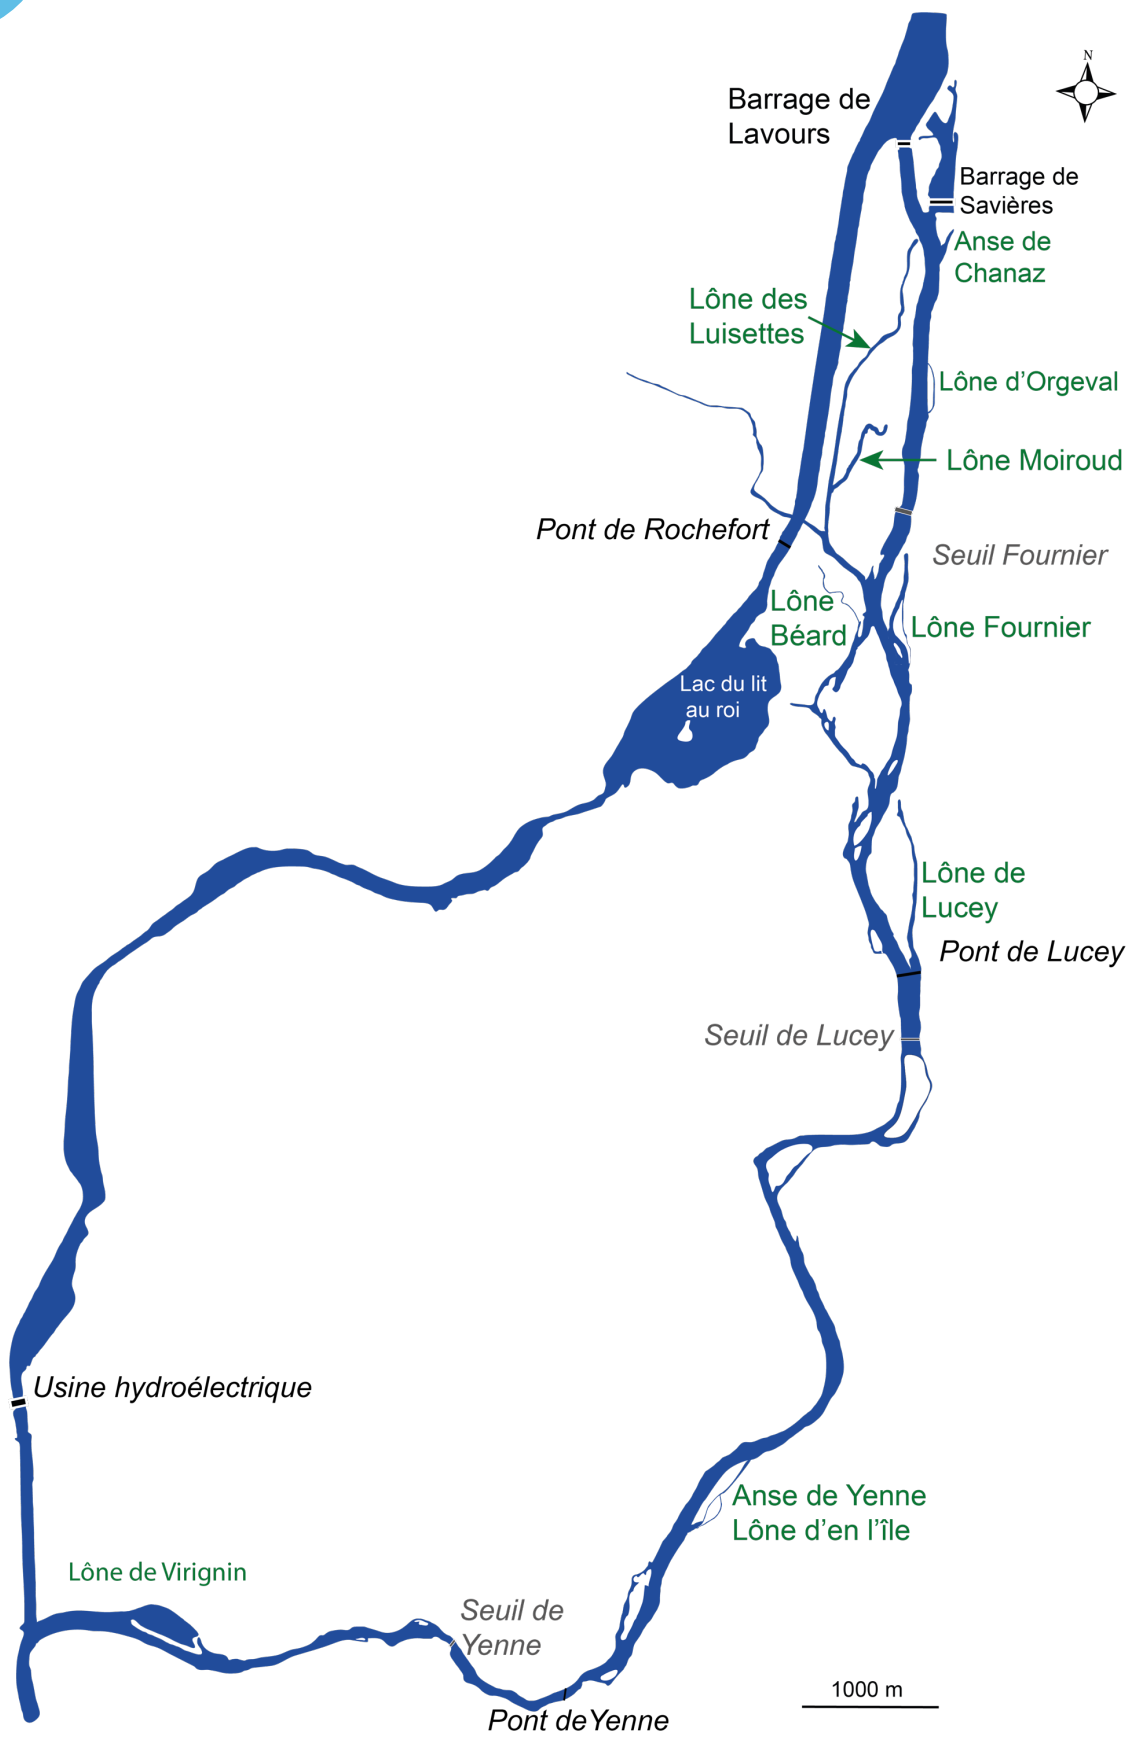 N
Barrage de
Lavours
Barrage de
Savières
Anse de
Chanaz
Lône des
Luisettes
Lône d'Orgeval
Lône Moiroud
Pont de Rochefort
Seuil Fournier
Lône
Béard
Lône Fournier
Lac du lit
au roi
Lône de
Lucey
Pont de Lucey
Seuil de Lucey
Usine hydroélectrique
Anse de Yenne
Lône d'en l'île
Lône de Virignin
Seuil de
Yenne
1000 m
Pont deYenne